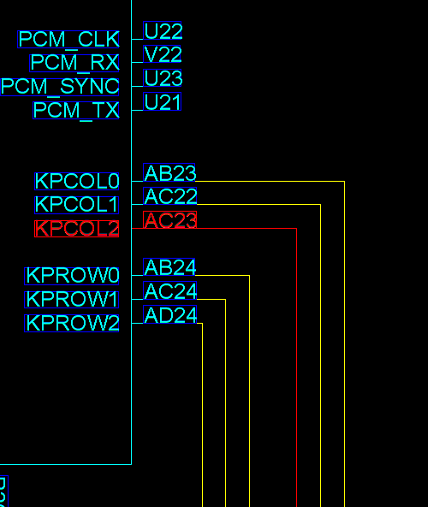 PCM_CLK U22
PCM_RX V22
PCM_SYNC U23
PCM_TX U21
KPCOL0 AB23
KPCOL1 AC22
KPCOL2 AC23
KPROW0 AB24
KPROW1 AC24
KPROW2 AD24